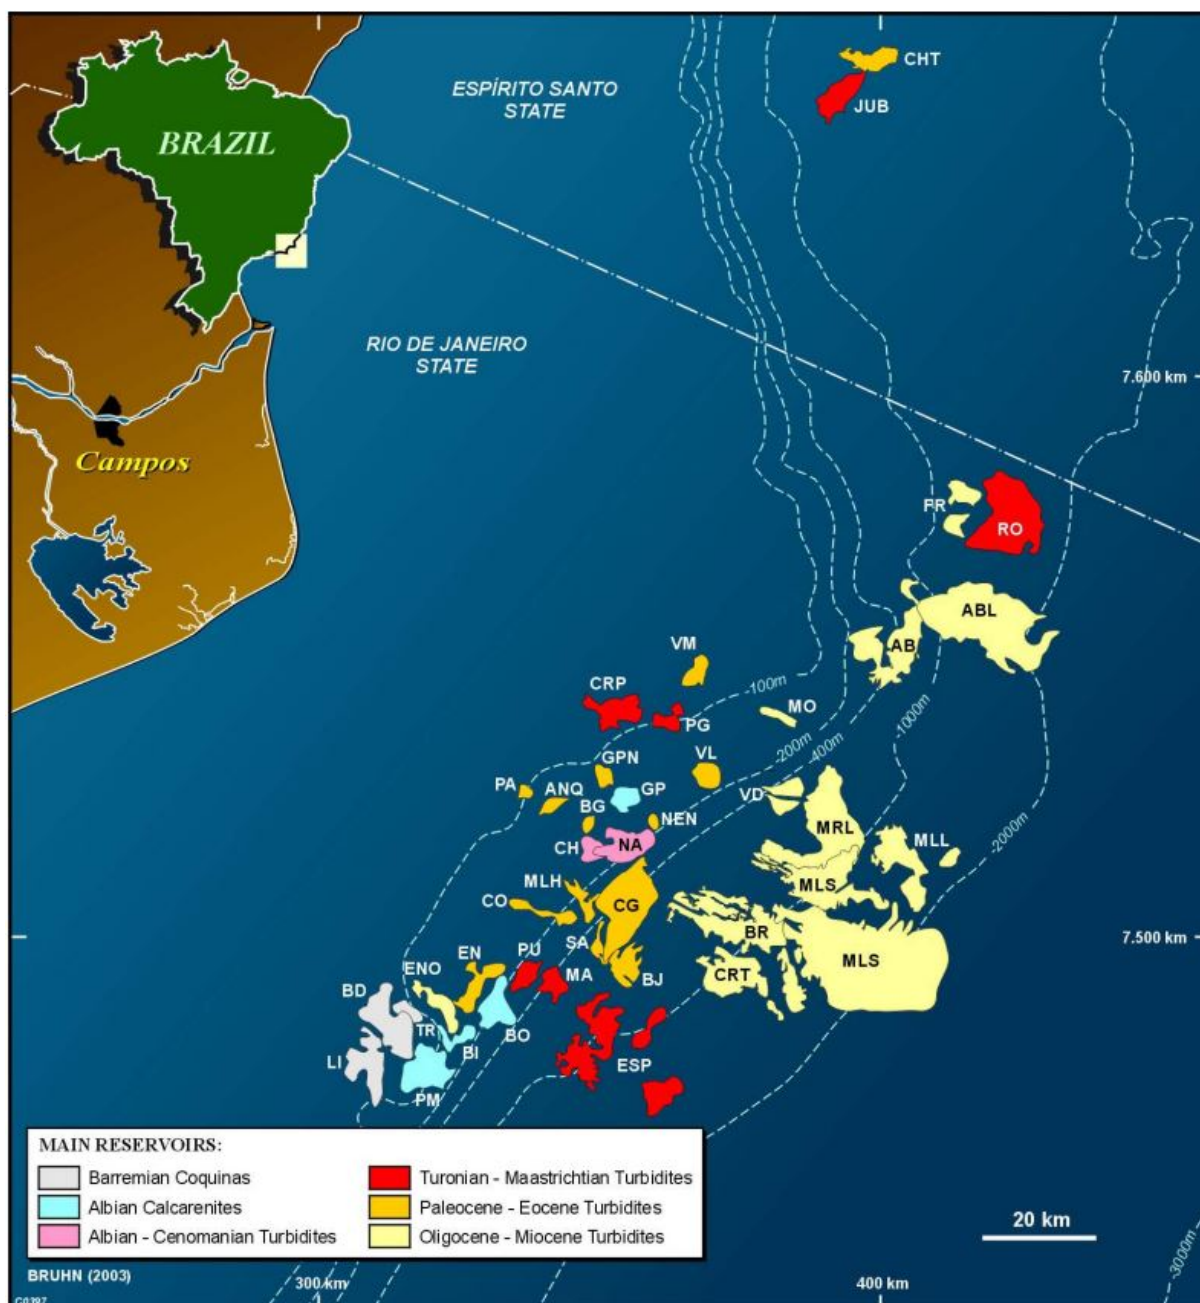 BRAZIL
ESPÍRITO SANTO
STATE
CHT
JUB
RIO DE JANEIRO
STATE
7.600 km
Campos
FR
RO
ABL
AB
VM
CRP
PG
-100m
MO
-200m
-400m
-1000m
GPN
VL
PA
ANQ
GP
BG
NEN
VD
MRL
MLL
-2000m
CH
NA
MLH
MLS
CO
CG
SA
BR
7.500 km
EN
PU
MA
BJ
CRT
MLS
ENO
BD
TR
BI
BO
LI
PM
ESP
MAIN RESERVOIRS:
Barremian Coquinas
Albian Calcarenites
Albian - Cenomanian Turbidites
Turonian - Maastrichtian Turbidites
Paleocene - Eocene Turbidites
Oligocene - Miocene Turbidites
20 km
-3000m
BRUHN (2003)
300 km
400 km